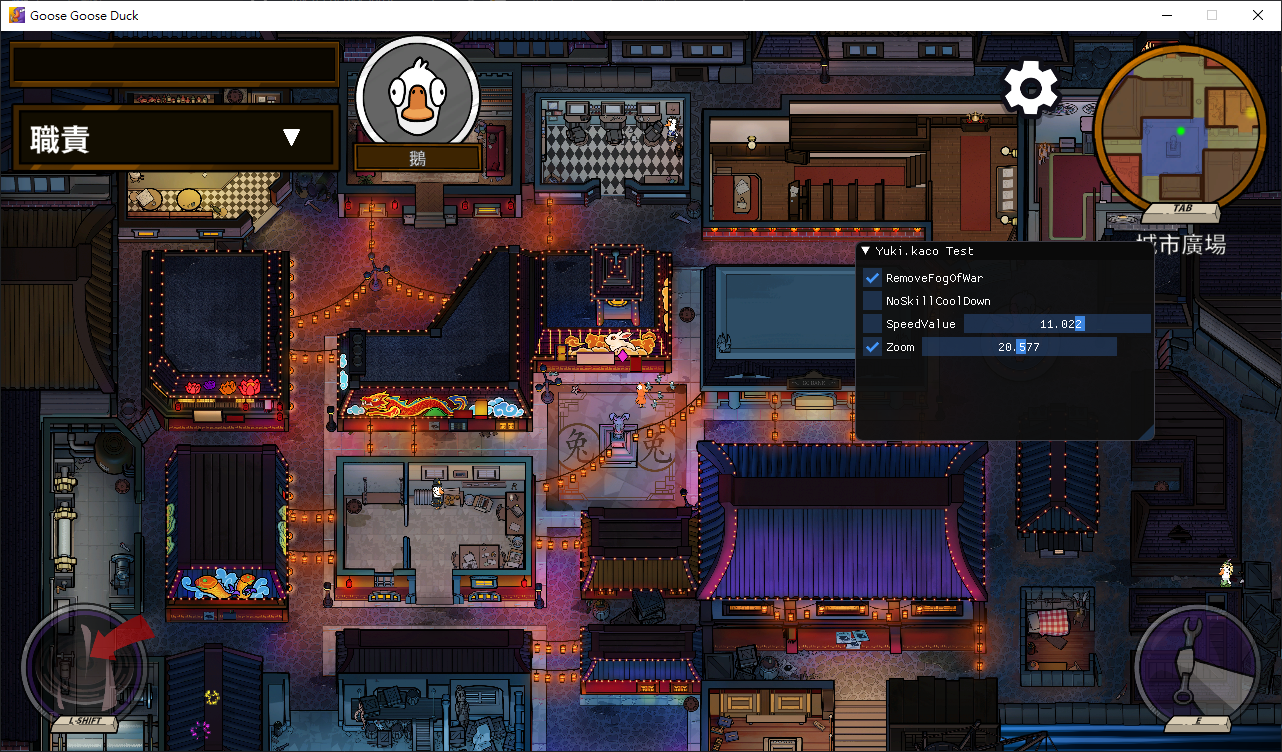 Goose Goose Duck
職責
鵝
TAB
城市廣場
Yuki.kaco Test
RemoveFogOfWar
NoSkillCoolDown
SpeedValue 11.022
Zoom 20.577
兔 兔
L-SHIFT
E